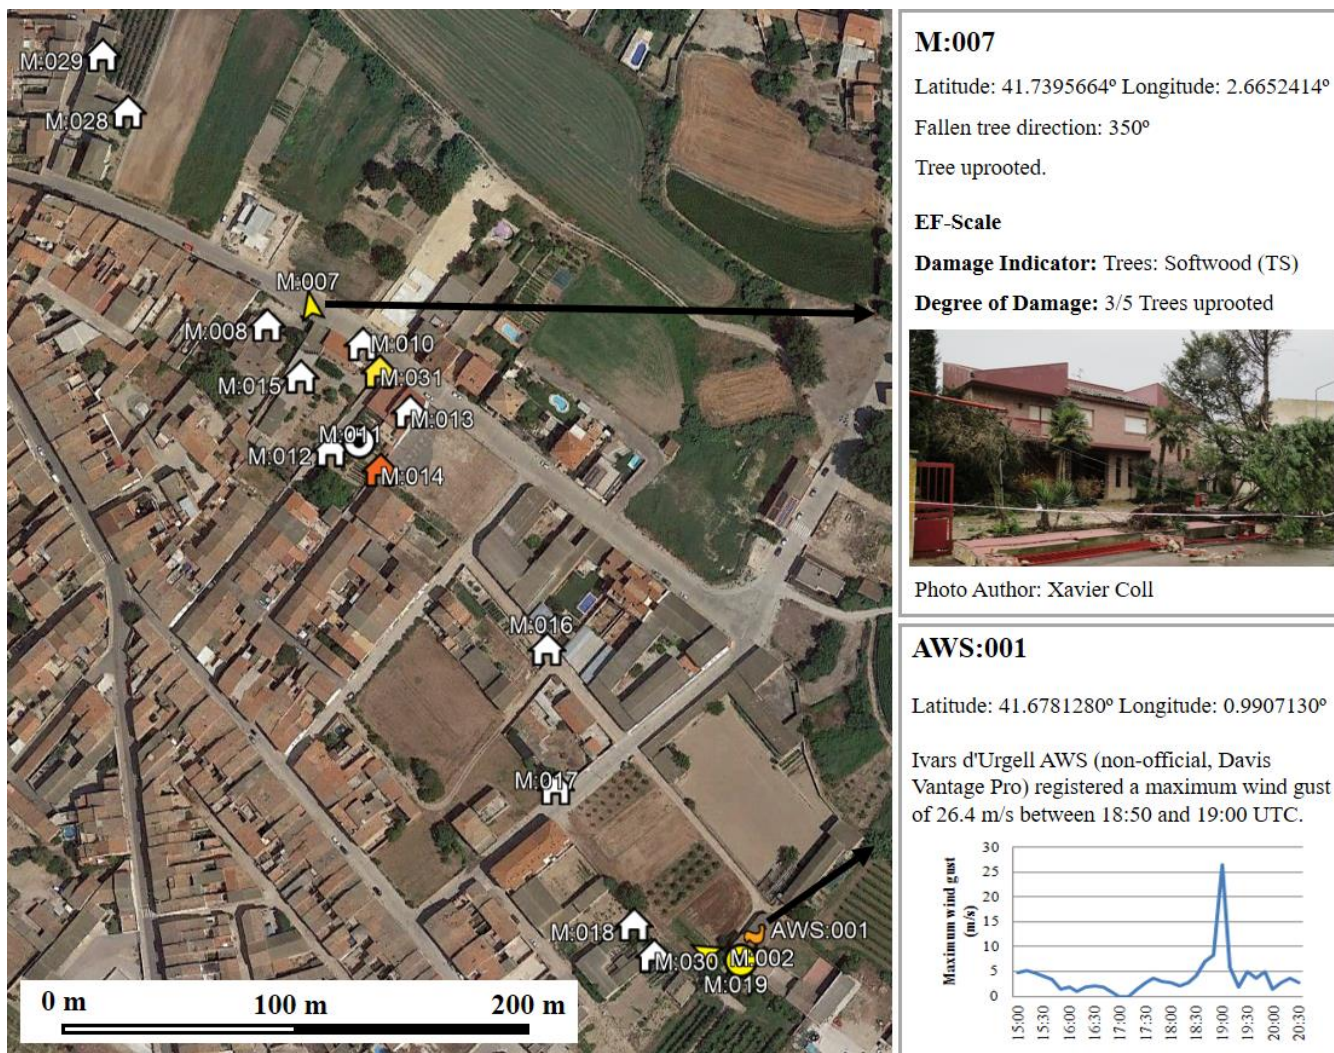 M:029
M:028
M:007
M:008
M:010
M:015
M:031
M:013
M:011
M:012
M:014
M:016
M:017
M:018
AWS:001
M:030
M:002
M:019
0 m 100 m 200 m
M:007
Latitude: 41.7395664º Longitude: 2.6652414º
Fallen tree direction: 350º
Tree uprooted.
EF-Scale
Damage Indicator: Trees: Softwood (TS)
Degree of Damage: 3/5 Trees uprooted
Photo Author: Xavier Coll
AWS:001
Latitude: 41.6781280º Longitude: 0.9907130º
Ivars d'Urgell AWS (non-official, Davis
Vantage Pro) registered a maximum wind gust
of 26.4 m/s between 18:50 and 19:00 UTC.
Maximum wind gust
(m/s)
30
25
20
15
10
5
0
15:00
15:30
16:00
16:30
17:00
17:30
18:00
18:30
19:00
19:30
20:00
20:30